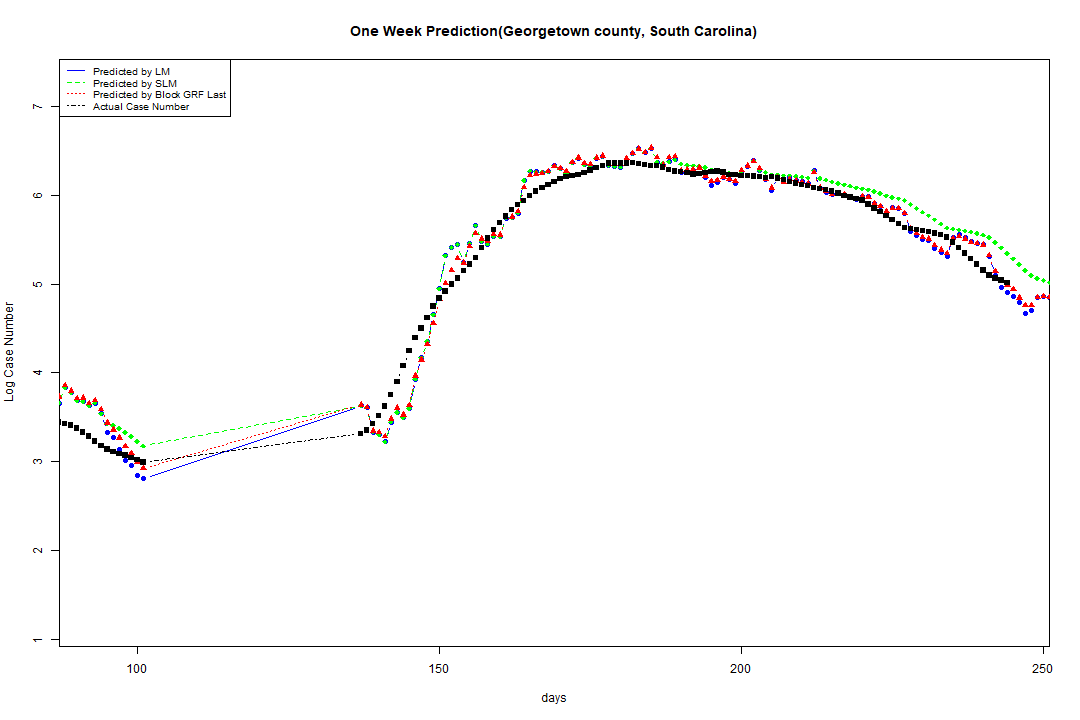 One Week Prediction(Georgetown county, South Carolina)
Predicted by LM
Predicted by SLM
Predicted by Block GRF Last
Actual Case Number
7
6
5
4
3
2
1
Log Case Number
100 150 200 250
days